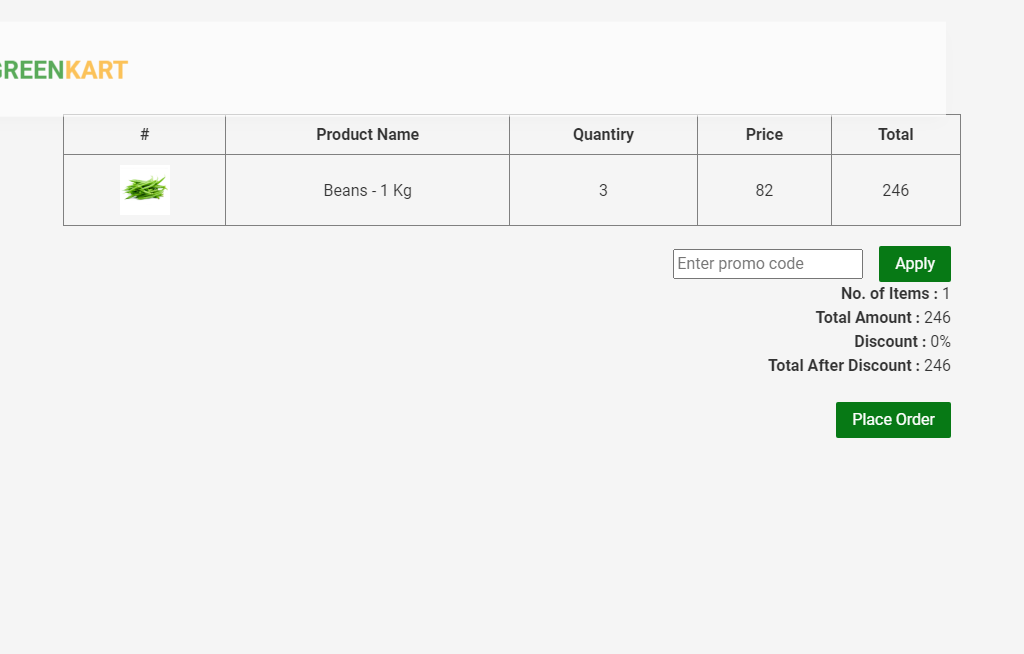 GREENKART
# Product Name Quantiry Price Total
Beans - 1 Kg 3 82 246
Enter promo code Apply
No. of Items : 1
Total Amount : 246
Discount : 0%
Total After Discount : 246
Place Order